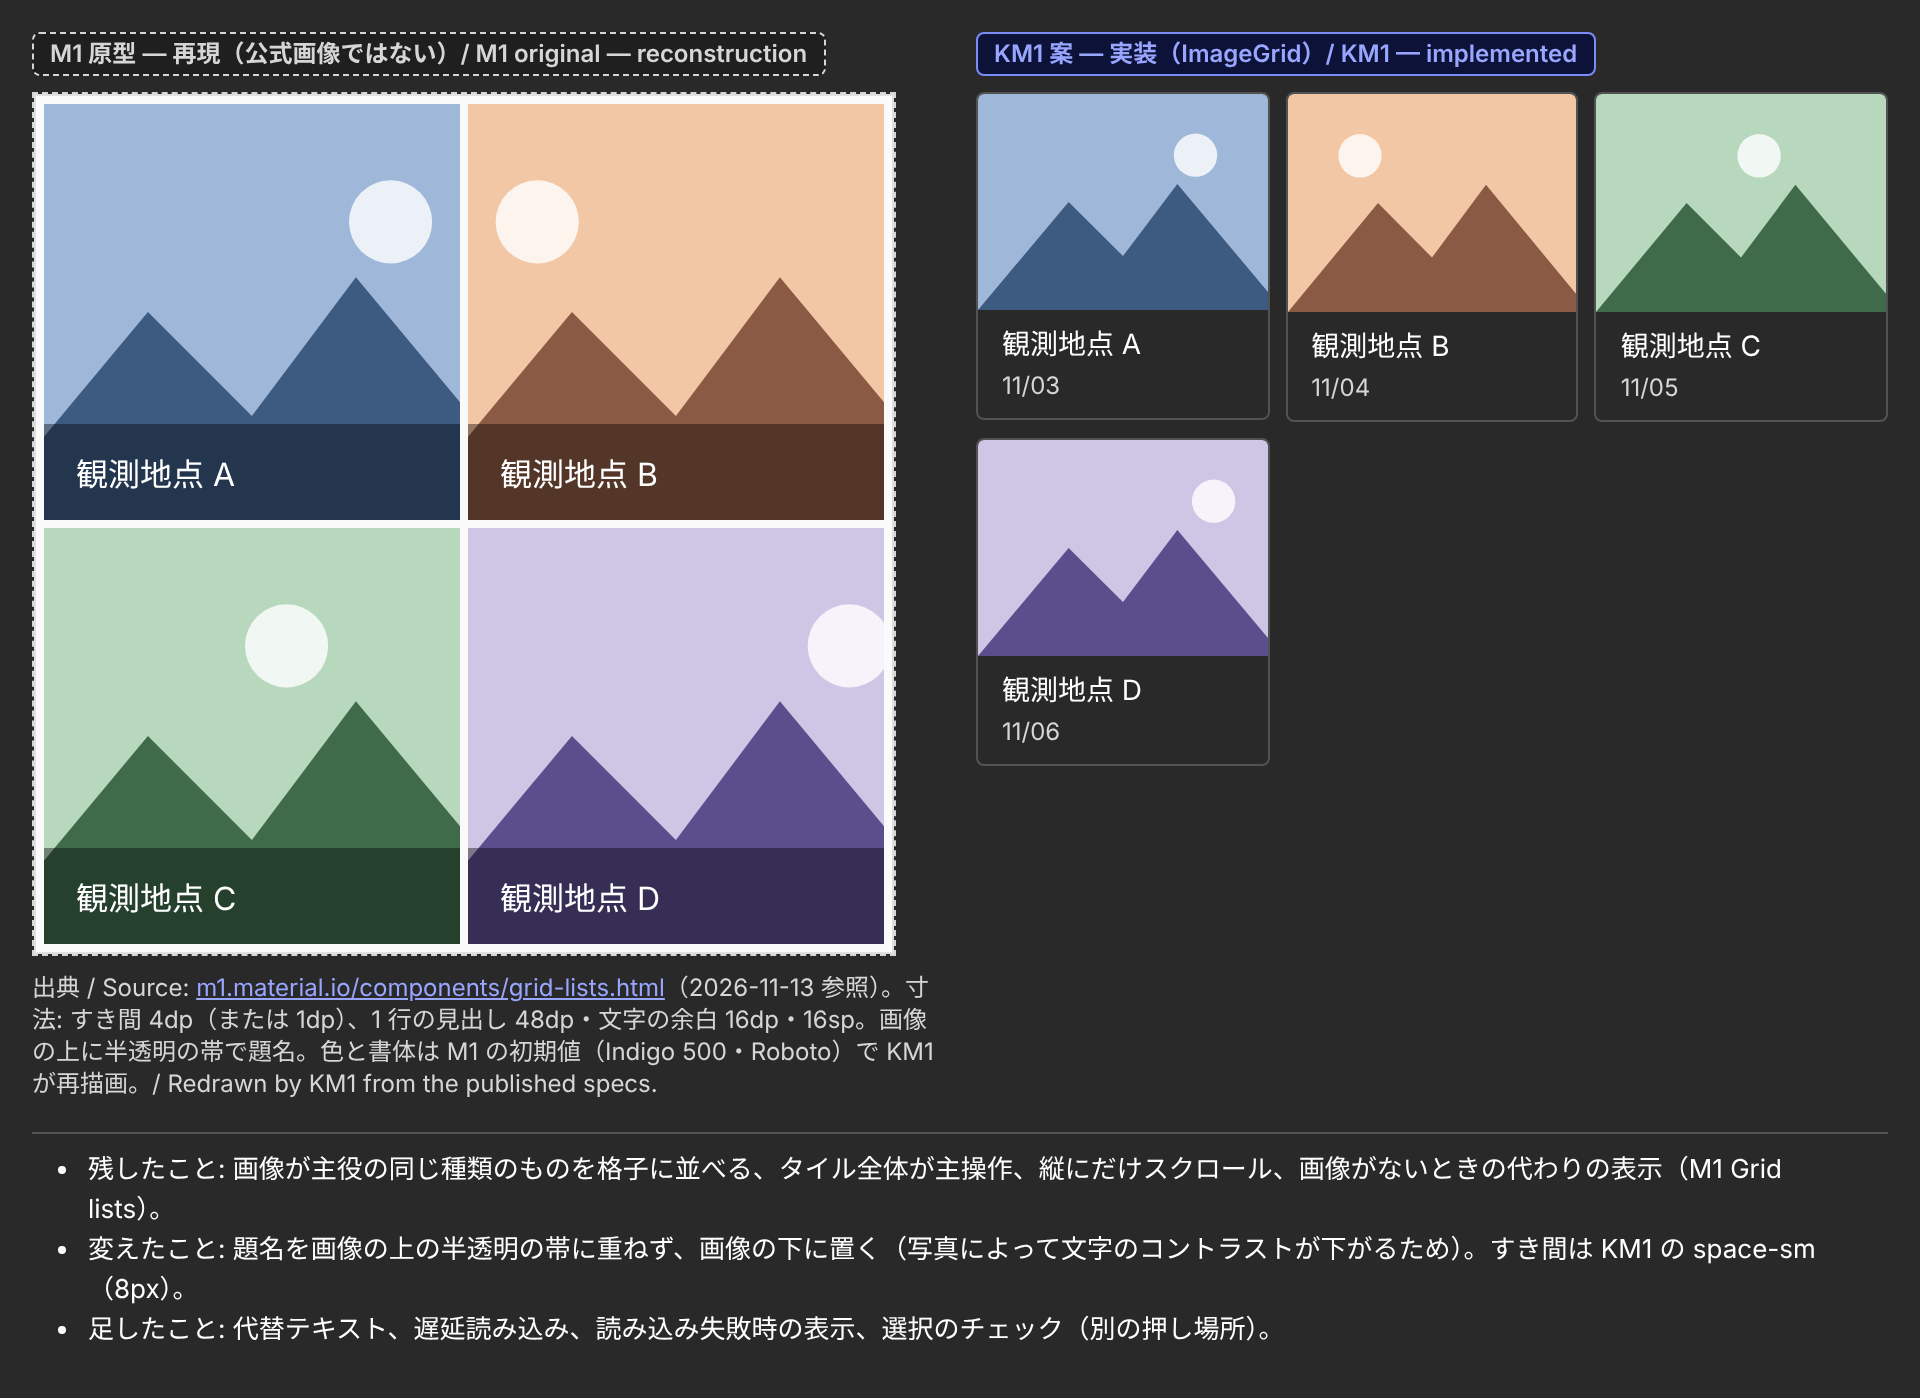 M1 原型 — 再現（公式画像ではない）/ M1 original — reconstruction
観測地点 A
観測地点 B
観測地点 C
観測地点 D
出典 / Source: m1.material.io/components/grid-lists.html（2026-11-13 参照）。寸
法: すき間 4dp（または 1dp）、1 行の見出し 48dp・文字の余白 16dp・16sp。画像
の上に半透明の帯で題名。色と書体は M1 の初期値（Indigo 500・Roboto）で KM1
が再描画。/ Redrawn by KM1 from the published specs.
KM1 案 — 実装（ImageGrid）/ KM1 — implemented
観測地点 A
11/03
観測地点 B
11/04
観測地点 C
11/05
観測地点 D
11/06
• 残したこと: 画像が主役の同じ種類のものを格子に並べる、タイル全体が主操作、縦にだけスクロール、画像がないときの代わりの表示（M1 Grid
lists）。
• 変えたこと: 題名を画像の上の半透明の帯に重ねず、画像の下に置く（写真によって文字のコントラストが下がるため）。すき間は KM1 の space-sm
（8px）。
• 足したこと: 代替テキスト、遅延読み込み、読み込み失敗時の表示、選択のチェック（別の押し場所）。